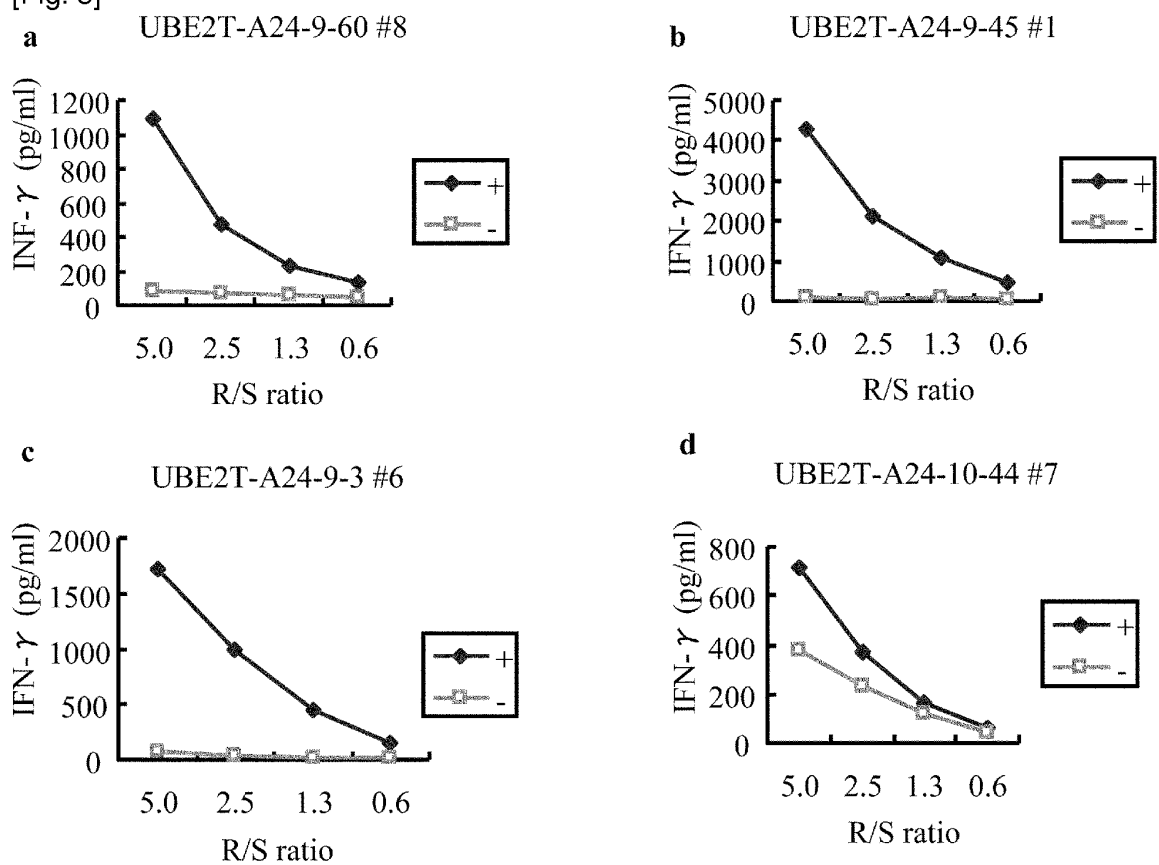 a
UBE2T-A24-9-60 #8
INF-γ (pg/ml)
1200
1000
800
600
400
200
0
5.0 2.5 1.3 0.6
R/S ratio
+
-
b
UBE2T-A24-9-45 #1
IFN-γ (pg/ml)
5000
4000
3000
2000
1000
0
5.0 2.5 1.3 0.6
R/S ratio
+
-
c
UBE2T-A24-9-3 #6
IFN-γ (pg/ml)
2000
1500
1000
500
0
5.0 2.5 1.3 0.6
R/S ratio
+
-
d
UBE2T-A24-10-44 #7
IFN-γ (pg/ml)
800
600
400
200
0
5.0 2.5 1.3 0.6
R/S ratio
+
-